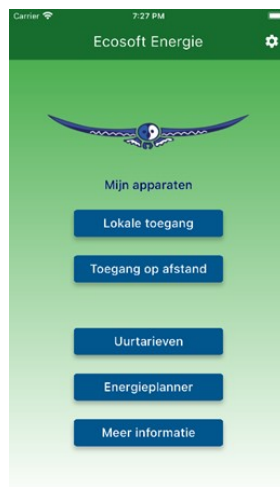 Carrier 7:27 PM
Ecosoft Energie
Mijn apparaten
Lokale toegang
Toegang op afstand
Uurtarieven
Energieplanner
Meer informatie